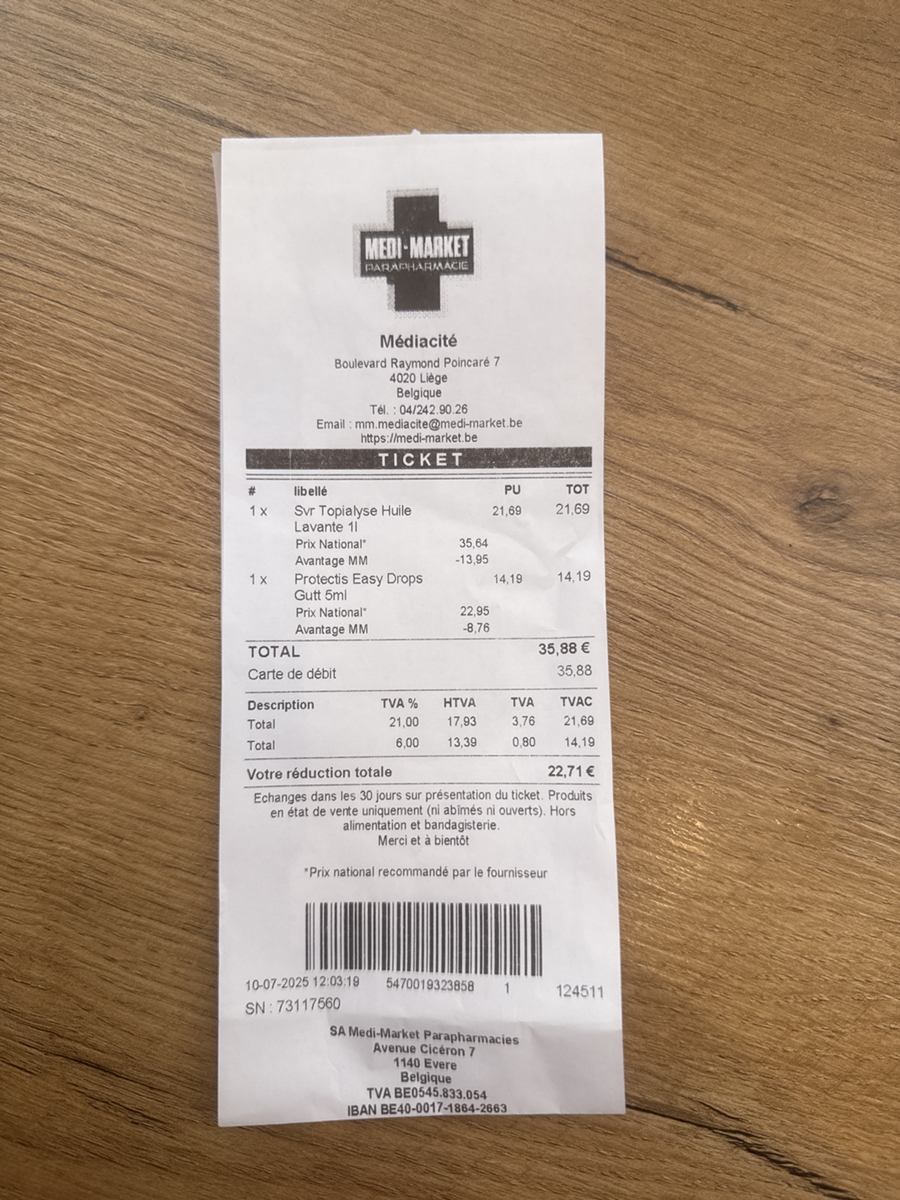 MEDI-MARKET
PARAPHARMACIE
Médiacité
Boulevard Raymond Poincaré 7
4020 Liège
Belgique
Tél. : 04/242.90.26
Email : mm.mediacite@medi-market.be
https://medi-market.be
TICKET
# libellé PU TOT
1 x Svr Topialyse Huile 21,69 21,69
Lavante 1l
Prix National* 35,64
Avantage MM -13,95
1 x Protectis Easy Drops 14,19 14,19
Gutt 5ml
Prix National* 22,95
Avantage MM -8,76
TOTAL 35,88 €
Carte de débit 35,88
Description TVA % HTVA TVA TVAC
Total 21,00 17,93 3,76 21,69
Total 6,00 13,39 0,80 14,19
Votre réduction totale 22,71 €
Echanges dans les 30 jours sur présentation du ticket. Produits
en état de vente uniquement (ni abîmés ni ouverts). Hors
alimentation et bandagisterie.
Merci et à bientôt
*Prix national recommandé par le fournisseur
10-07-2025 12:03:19 5470019323858 1 124511
SN : 73117560
SA Medi-Market Parapharmacies
Avenue Cicéron 7
1140 Evere
Belgique
TVA BE0545.833.054
IBAN BE40-0017-1864-2663